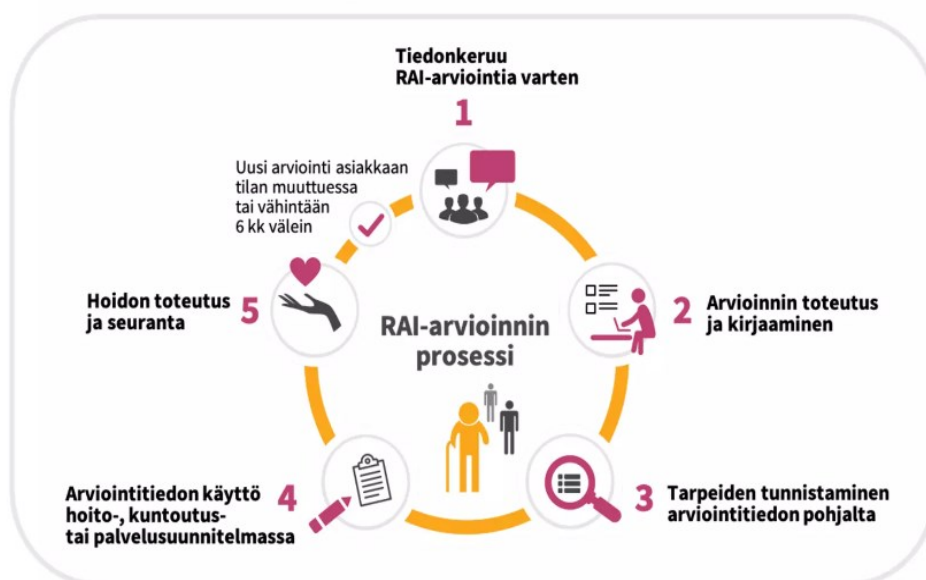 Tiedonkeruu
RAI-arviointia varten
1
Uusi arviointi asiakkaan
tilan muuttuessa
tai vähintään
6 kk välein
Hoidon toteutus
ja seuranta
5
RAI-arvioinnin
prosessi
2
Arvioinnin toteutus
ja kirjaaminen
Arviointitiedon käyttö
hoito-, kuntoutus-
tai palvelusuunnitelmassa
4
3
Tarpeiden tunnistaminen
arviointitiedon pohjalta